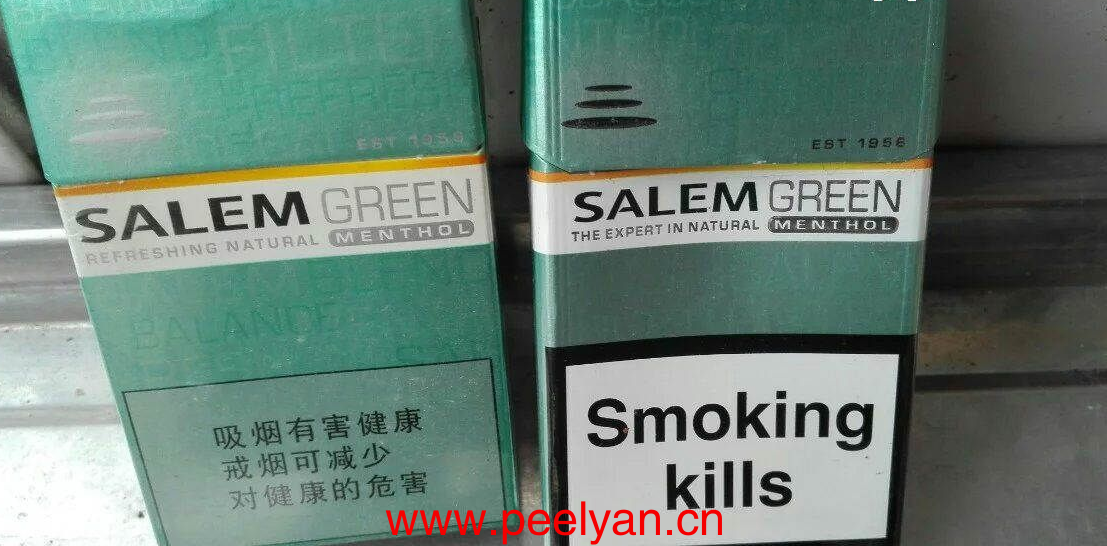 FILTER
EST 1956
SALEM GREEN
REFRESHING NATURAL MENTHOL
BALANCE
吸烟有害健康
戒烟可减少
对健康的危害
EST 1956
SALEM GREEN
THE EXPERT IN NATURAL MENTHOL
Smoking
kills
www.peelyan.cn